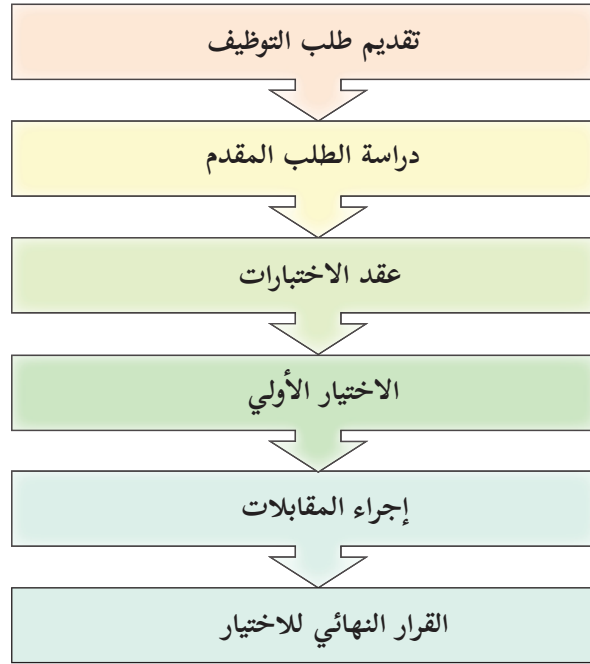 تقديم طلب التوظيف
دراسة الطلب المقدم
عقد الاختبارات
الاختيار الأولي
إجراء المقابلات
القرار النهائي للاختيار